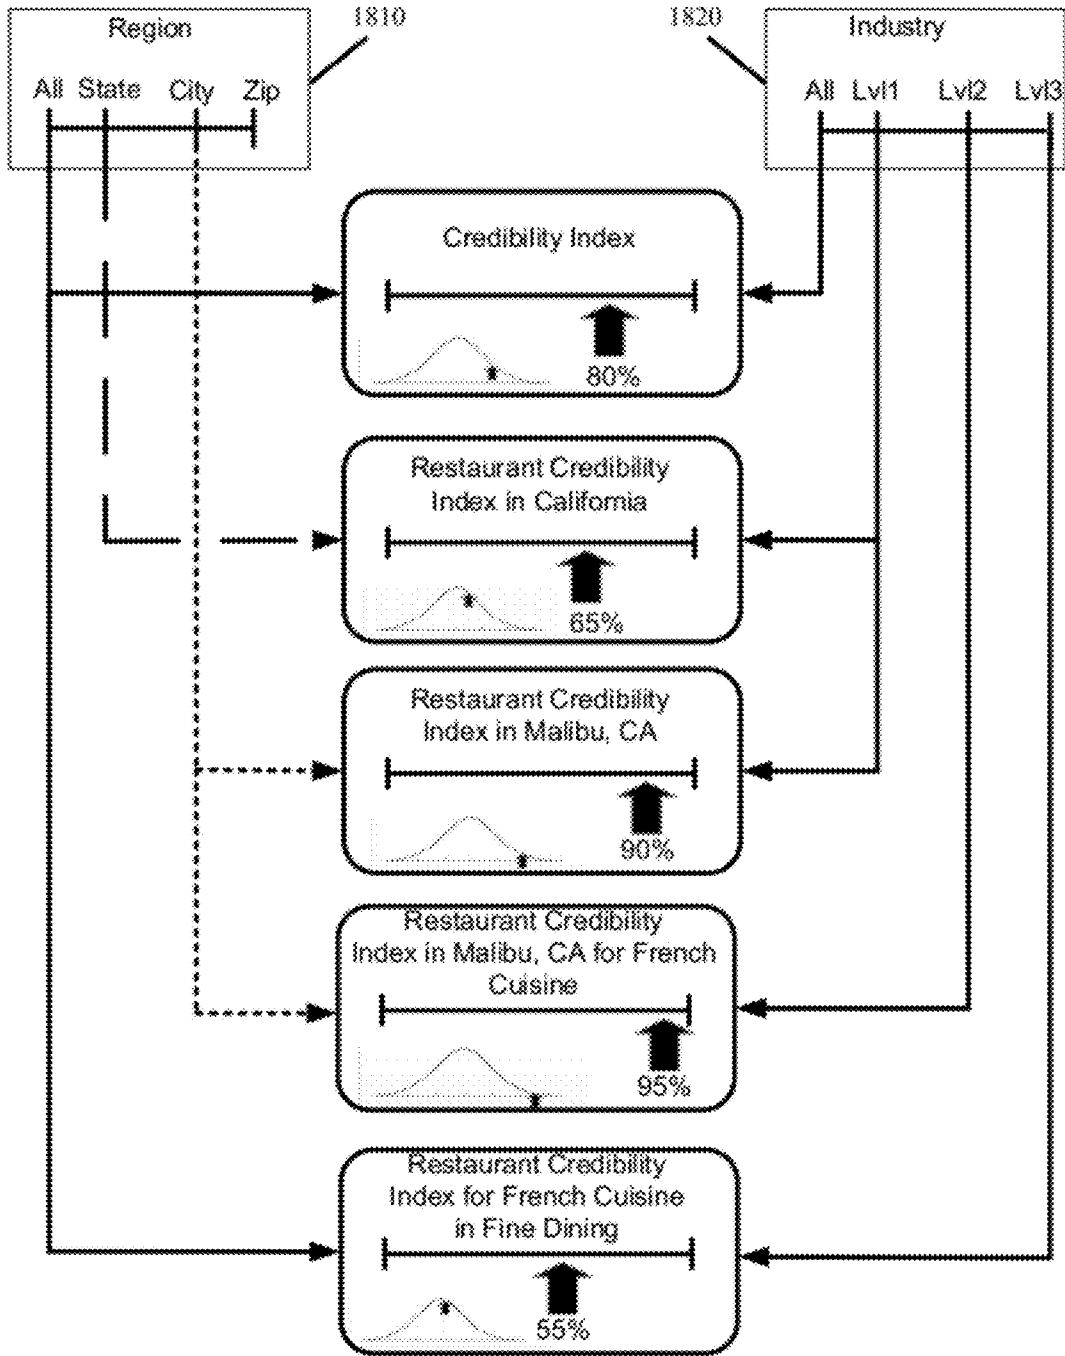 1810
1820
Region
Industry
All State City Zip
All Lvl1 Lvl2 Lvl3
Credibility Index
80%
Restaurant Credibility
Index in California
65%
Restaurant Credibility
Index in Malibu, CA
90%
Restaurant Credibility
Index in Malibu, CA for French
Cuisine
95%
Restaurant Credibility
Index for French Cuisine
in Fine Dining
55%